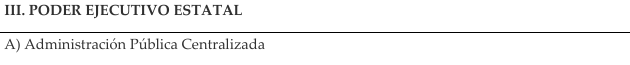 III. PODER EJECUTIVO ESTATAL
A) Administración Pública Centralizada